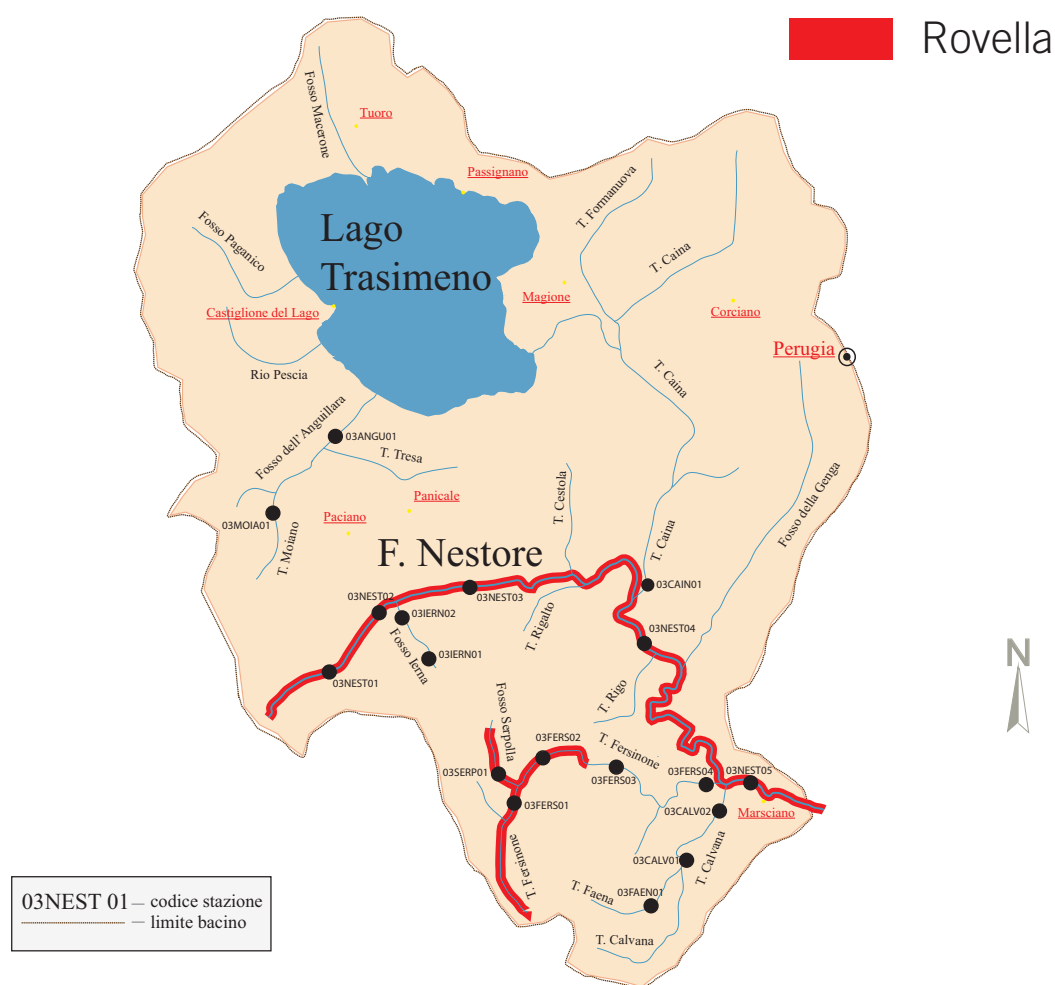 Rovella
Fosso Macerone
Tuoro
Passignano
T. Formanuova
Fosso Paganico
Lago
Trasimeno
T. Caina
Magione
Castiglione del Lago
Corciano
Perugia
Rio Pescia
T. Caina
Fosso dell' Anguillara
03ANGU01
T. Tresa
Fosso della Genga
T. Cestola
Panicale
03MOIA01
Paciano
T. Moiano
F. Nestore
T. Caina
03CAIN01
03NEST03
03NEST02
03IERN02
T. Rigalto
03NEST04
Fosso Ierna
03IERN01
03NEST01
N
T. Rigo
Fosso Serpolla
03FERS02
T. Fersinone
03SERP01
03FERS03
03FERS04
03NEST05
03FERS01
03CALV02
Marsciano
T. Fersinone
03CALV01
T. Calvana
T. Faena
03FAEN01
T. Calvana
03NEST 01 – codice stazione
– limite bacino